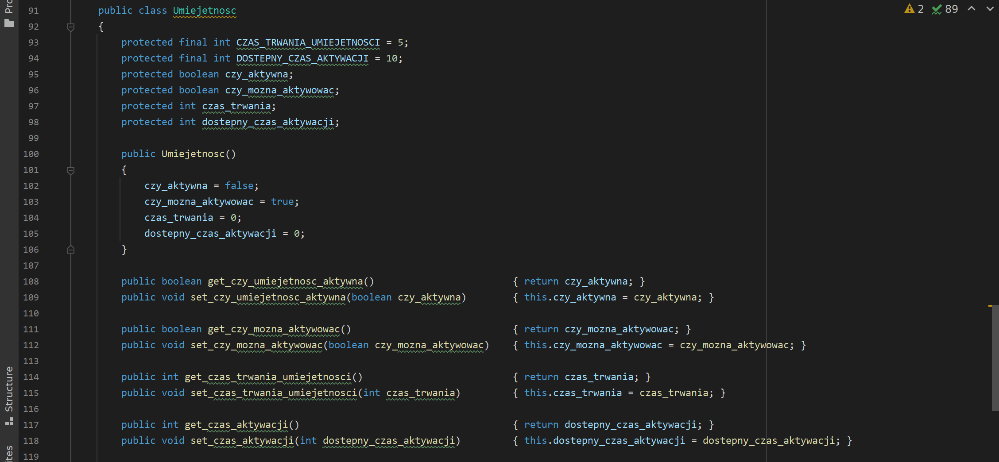 Pro
2 89
91 public class Umiejetnosc
92 {
93 protected final int CZAS_TRWANIA_UMIEJETNOSCI = 5;
94 protected final int DOSTEPNY_CZAS_AKTYWACJI = 10;
95 protected boolean czy_aktywna;
96 protected boolean czy_mozna_aktywowac;
97 protected int czas_trwania;
98 protected int dostepny_czas_aktywacji;
99
100 public Umiejetnosc()
101 {
102 czy_aktywna = false;
103 czy_mozna_aktywowac = true;
104 czas_trwania = 0;
105 dostepny_czas_aktywacji = 0;
106 }
107
108 public boolean get_czy_umiejetnosc_aktywna() { return czy_aktywna; }
109 public void set_czy_umiejetnosc_aktywna(boolean czy_aktywna) { this.czy_aktywna = czy_aktywna; }
110
111 public boolean get_czy_mozna_aktywowac() { return czy_mozna_aktywowac; }
112 public void set_czy_mozna_aktywowac(boolean czy_mozna_aktywowac) { this.czy_mozna_aktywowac = czy_mozna_aktywowac; }
113
114 public int get_czas_trwania_umiejetnosci() { return czas_trwania; }
115 public void set_czas_trwania_umiejetnosci(int czas_trwania) { this.czas_trwania = czas_trwania; }
116
117 public int get_czas_aktywacji() { return dostepny_czas_aktywacji; }
118 public void set_czas_aktywacji(int dostepny_czas_aktywacji) { this.dostepny_czas_aktywacji = dostepny_czas_aktywacji; }
119
Structure
ites